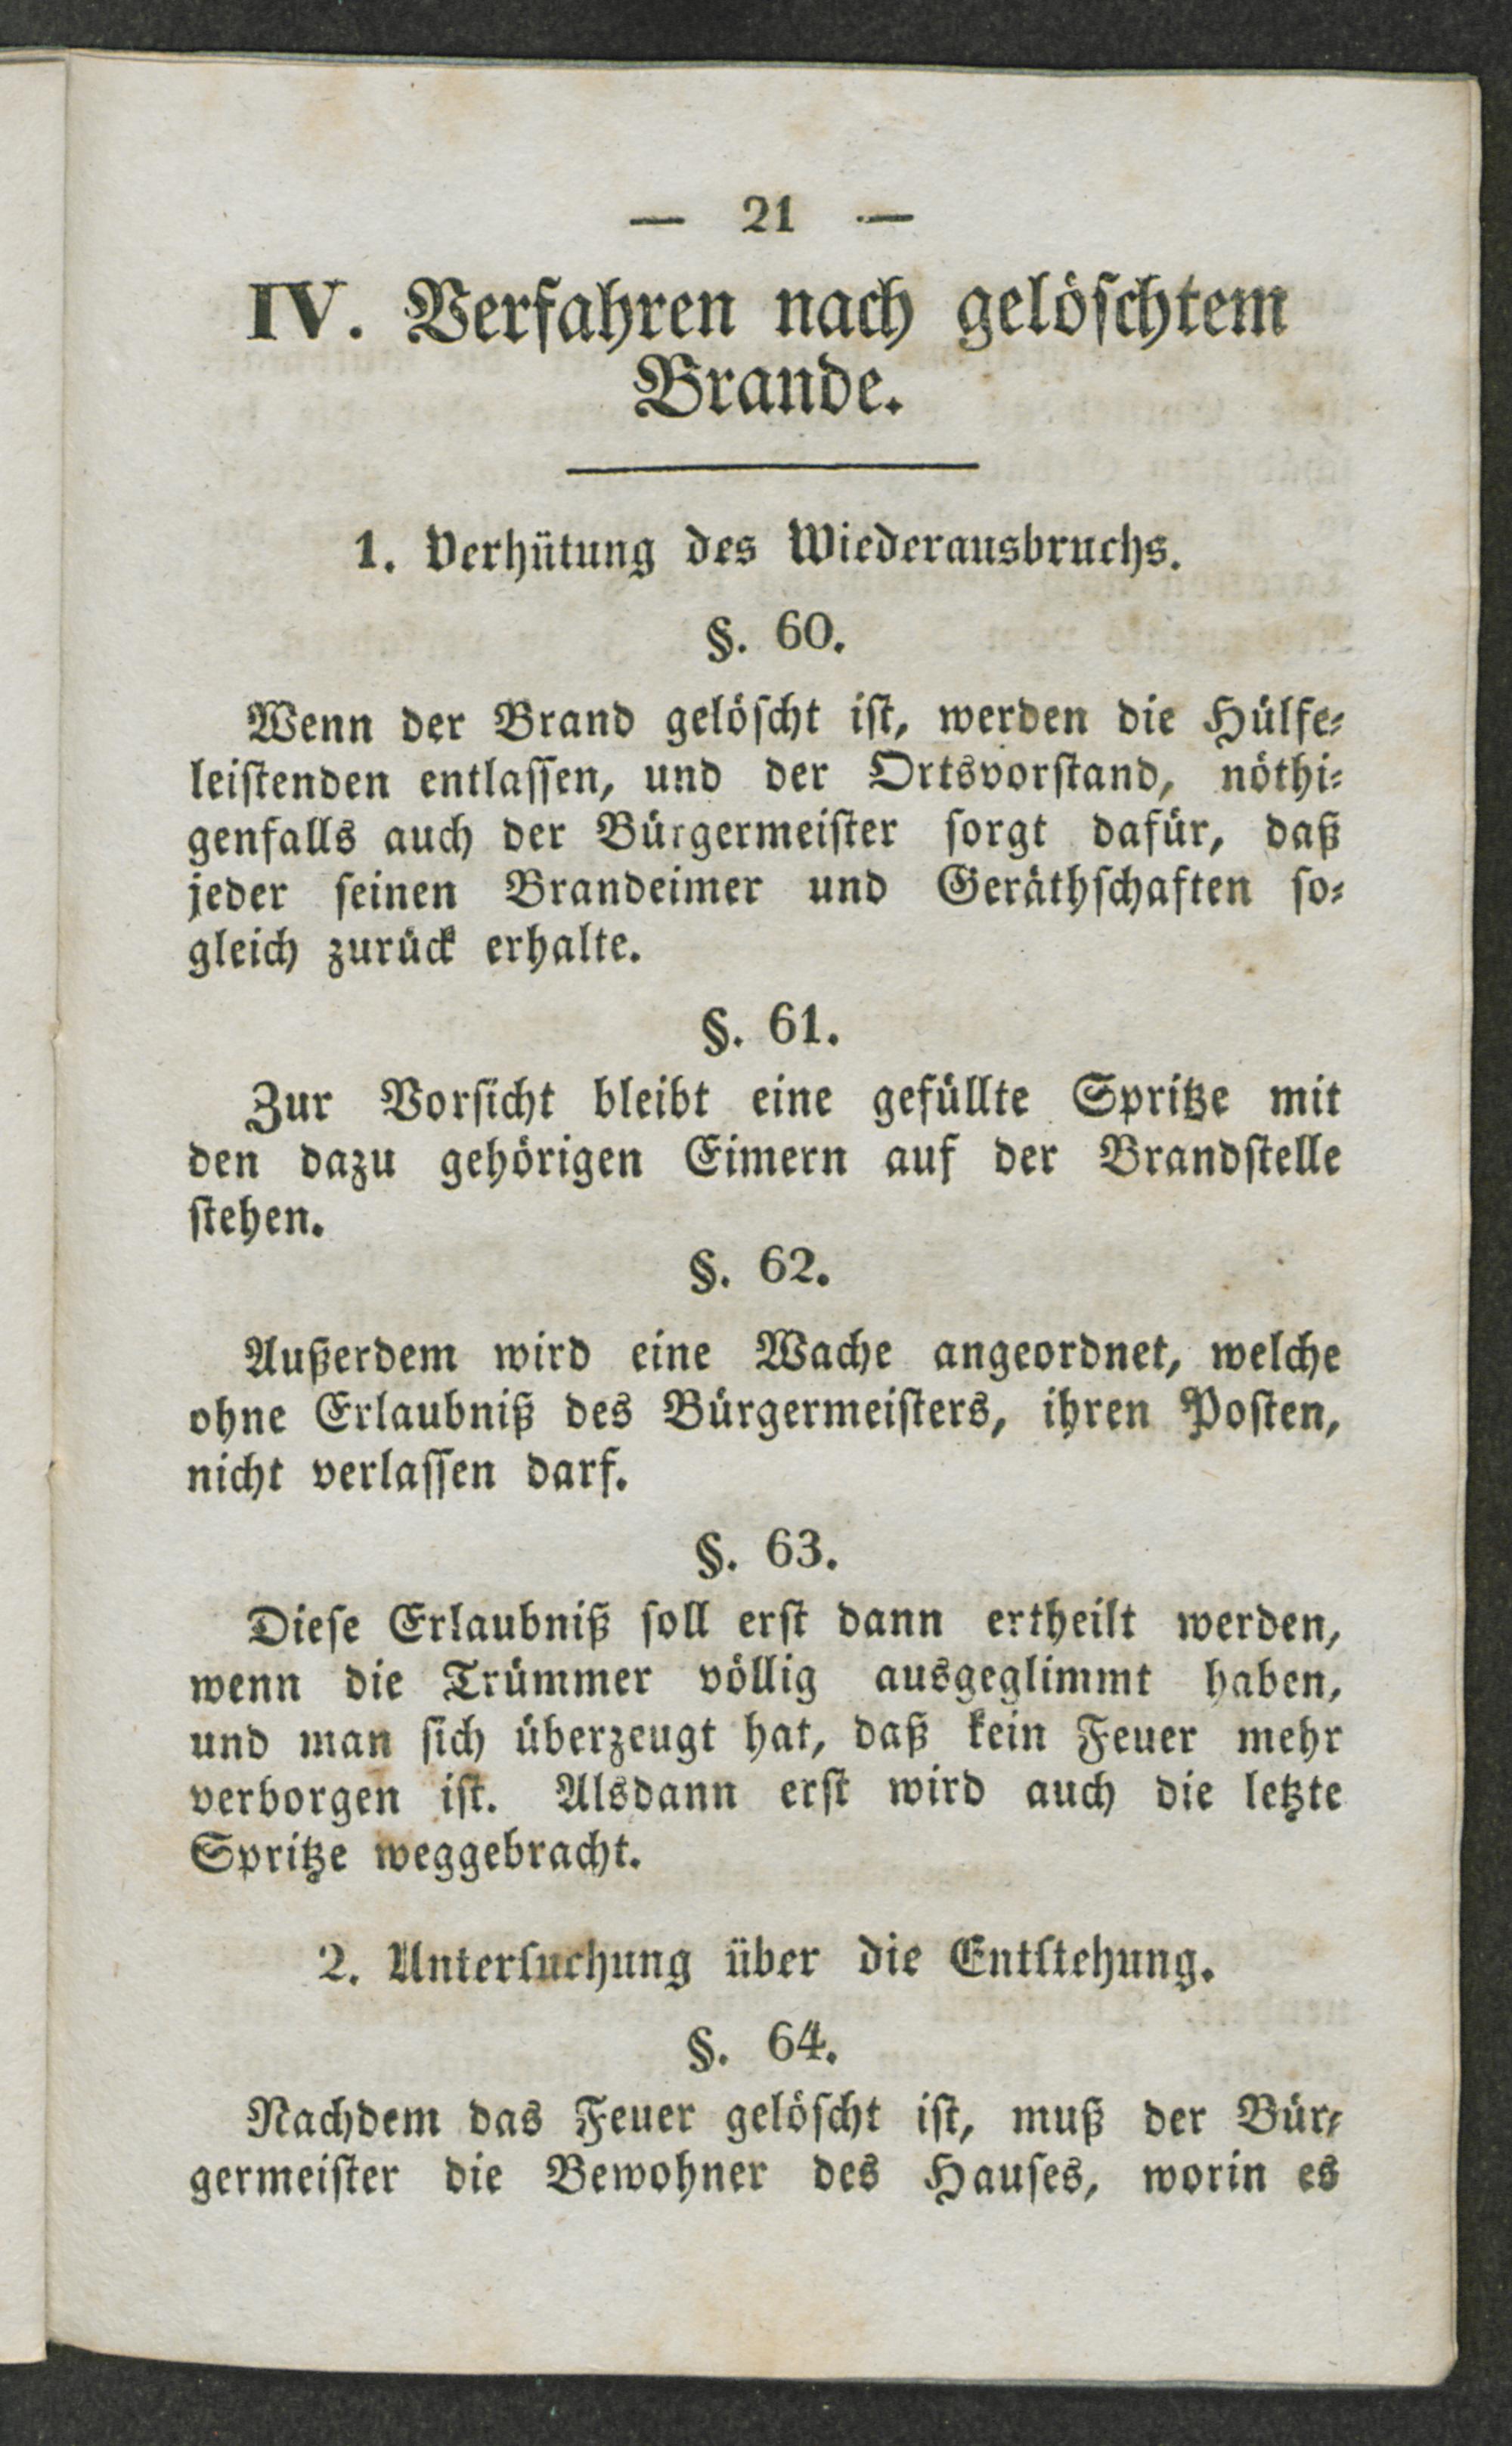 — 21 —
IV. Verfahren nach gelöschtem
Brande.
1. Verhütung des Wiederausbruchs.
§. 60.
Wenn der Brand gelöscht ist, werden die Hülfe-
leistenden entlassen, und der Ortsvorstand, nöthi-
genfalls auch der Bürgermeister sorgt dafür, daß
jeder seinen Brandeimer und Geräthschaften so-
gleich zurück erhalte.
§. 61.
Zur Vorsicht bleibt eine gefüllte Spritze mit
den dazu gehörigen Eimern auf der Brandstelle
stehen.
§. 62.
Außerdem wird eine Wache angeordnet, welche
ohne Erlaubniß des Bürgermeisters, ihren Posten,
nicht verlassen darf.
§. 63.
Diese Erlaubniß soll erst dann ertheilt werden,
wenn die Trümmer völlig ausgeglimmt haben,
und man sich überzeugt hat, daß kein Feuer mehr
verborgen ist. Alsdann erst wird auch die letzte
Spritze weggebracht.
2. Untersuchung über die Entstehung.
§. 64.
Nachdem das Feuer gelöscht ist, muß der Bür-
germeister die Bewohner des Hauses, worin es